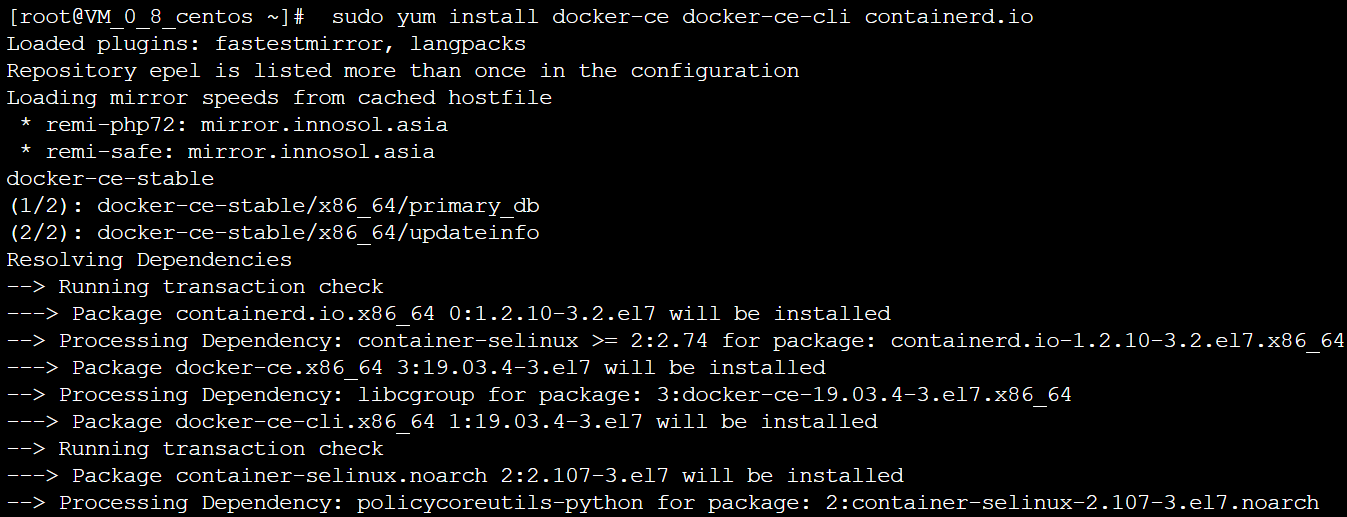 [root@VM_0_8_centos ~]#  sudo yum install docker-ce docker-ce-cli containerd.io
Loaded plugins: fastestmirror, langpacks
Repository epel is listed more than once in the configuration
Loading mirror speeds from cached hostfile
 * remi-php72: mirror.innosol.asia
 * remi-safe: mirror.innosol.asia
docker-ce-stable
(1/2): docker-ce-stable/x86_64/primary_db
(2/2): docker-ce-stable/x86_64/updateinfo
Resolving Dependencies
--> Running transaction check
---> Package containerd.io.x86_64 0:1.2.10-3.2.el7 will be installed
--> Processing Dependency: container-selinux >= 2:2.74 for package: containerd.io-1.2.10-3.2.el7.x86_64
---> Package docker-ce.x86_64 3:19.03.4-3.el7 will be installed
--> Processing Dependency: libcgroup for package: 3:docker-ce-19.03.4-3.el7.x86_64
---> Package docker-ce-cli.x86_64 1:19.03.4-3.el7 will be installed
--> Running transaction check
---> Package container-selinux.noarch 2:2.107-3.el7 will be installed
--> Processing Dependency: policycoreutils-python for package: 2:container-selinux-2.107-3.el7.noarch